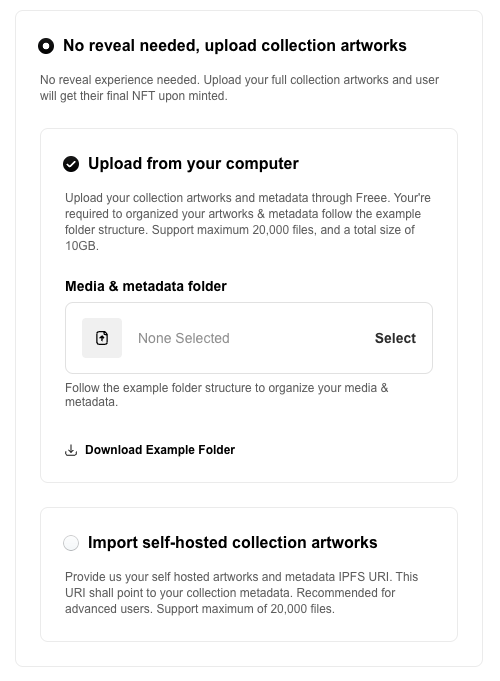 No reveal needed, upload collection artworks
No reveal experience needed. Upload your full collection artworks and user
will get their final NFT upon minted.
Upload from your computer
Upload your collection artworks and metadata through Freee. Your're
required to organized your artworks & metadata follow the example
folder structure. Support maximum 20,000 files, and a total size of
10GB.
Media & metadata folder
None Selected
Select
Follow the example folder structure to organize your media &
metadata.
Download Example Folder
Import self-hosted collection artworks
Provide us your self hosted artworks and metadata IPFS URI. This
URI shall point to your collection metadata. Recommended for
advanced users. Support maximum of 20,000 files.